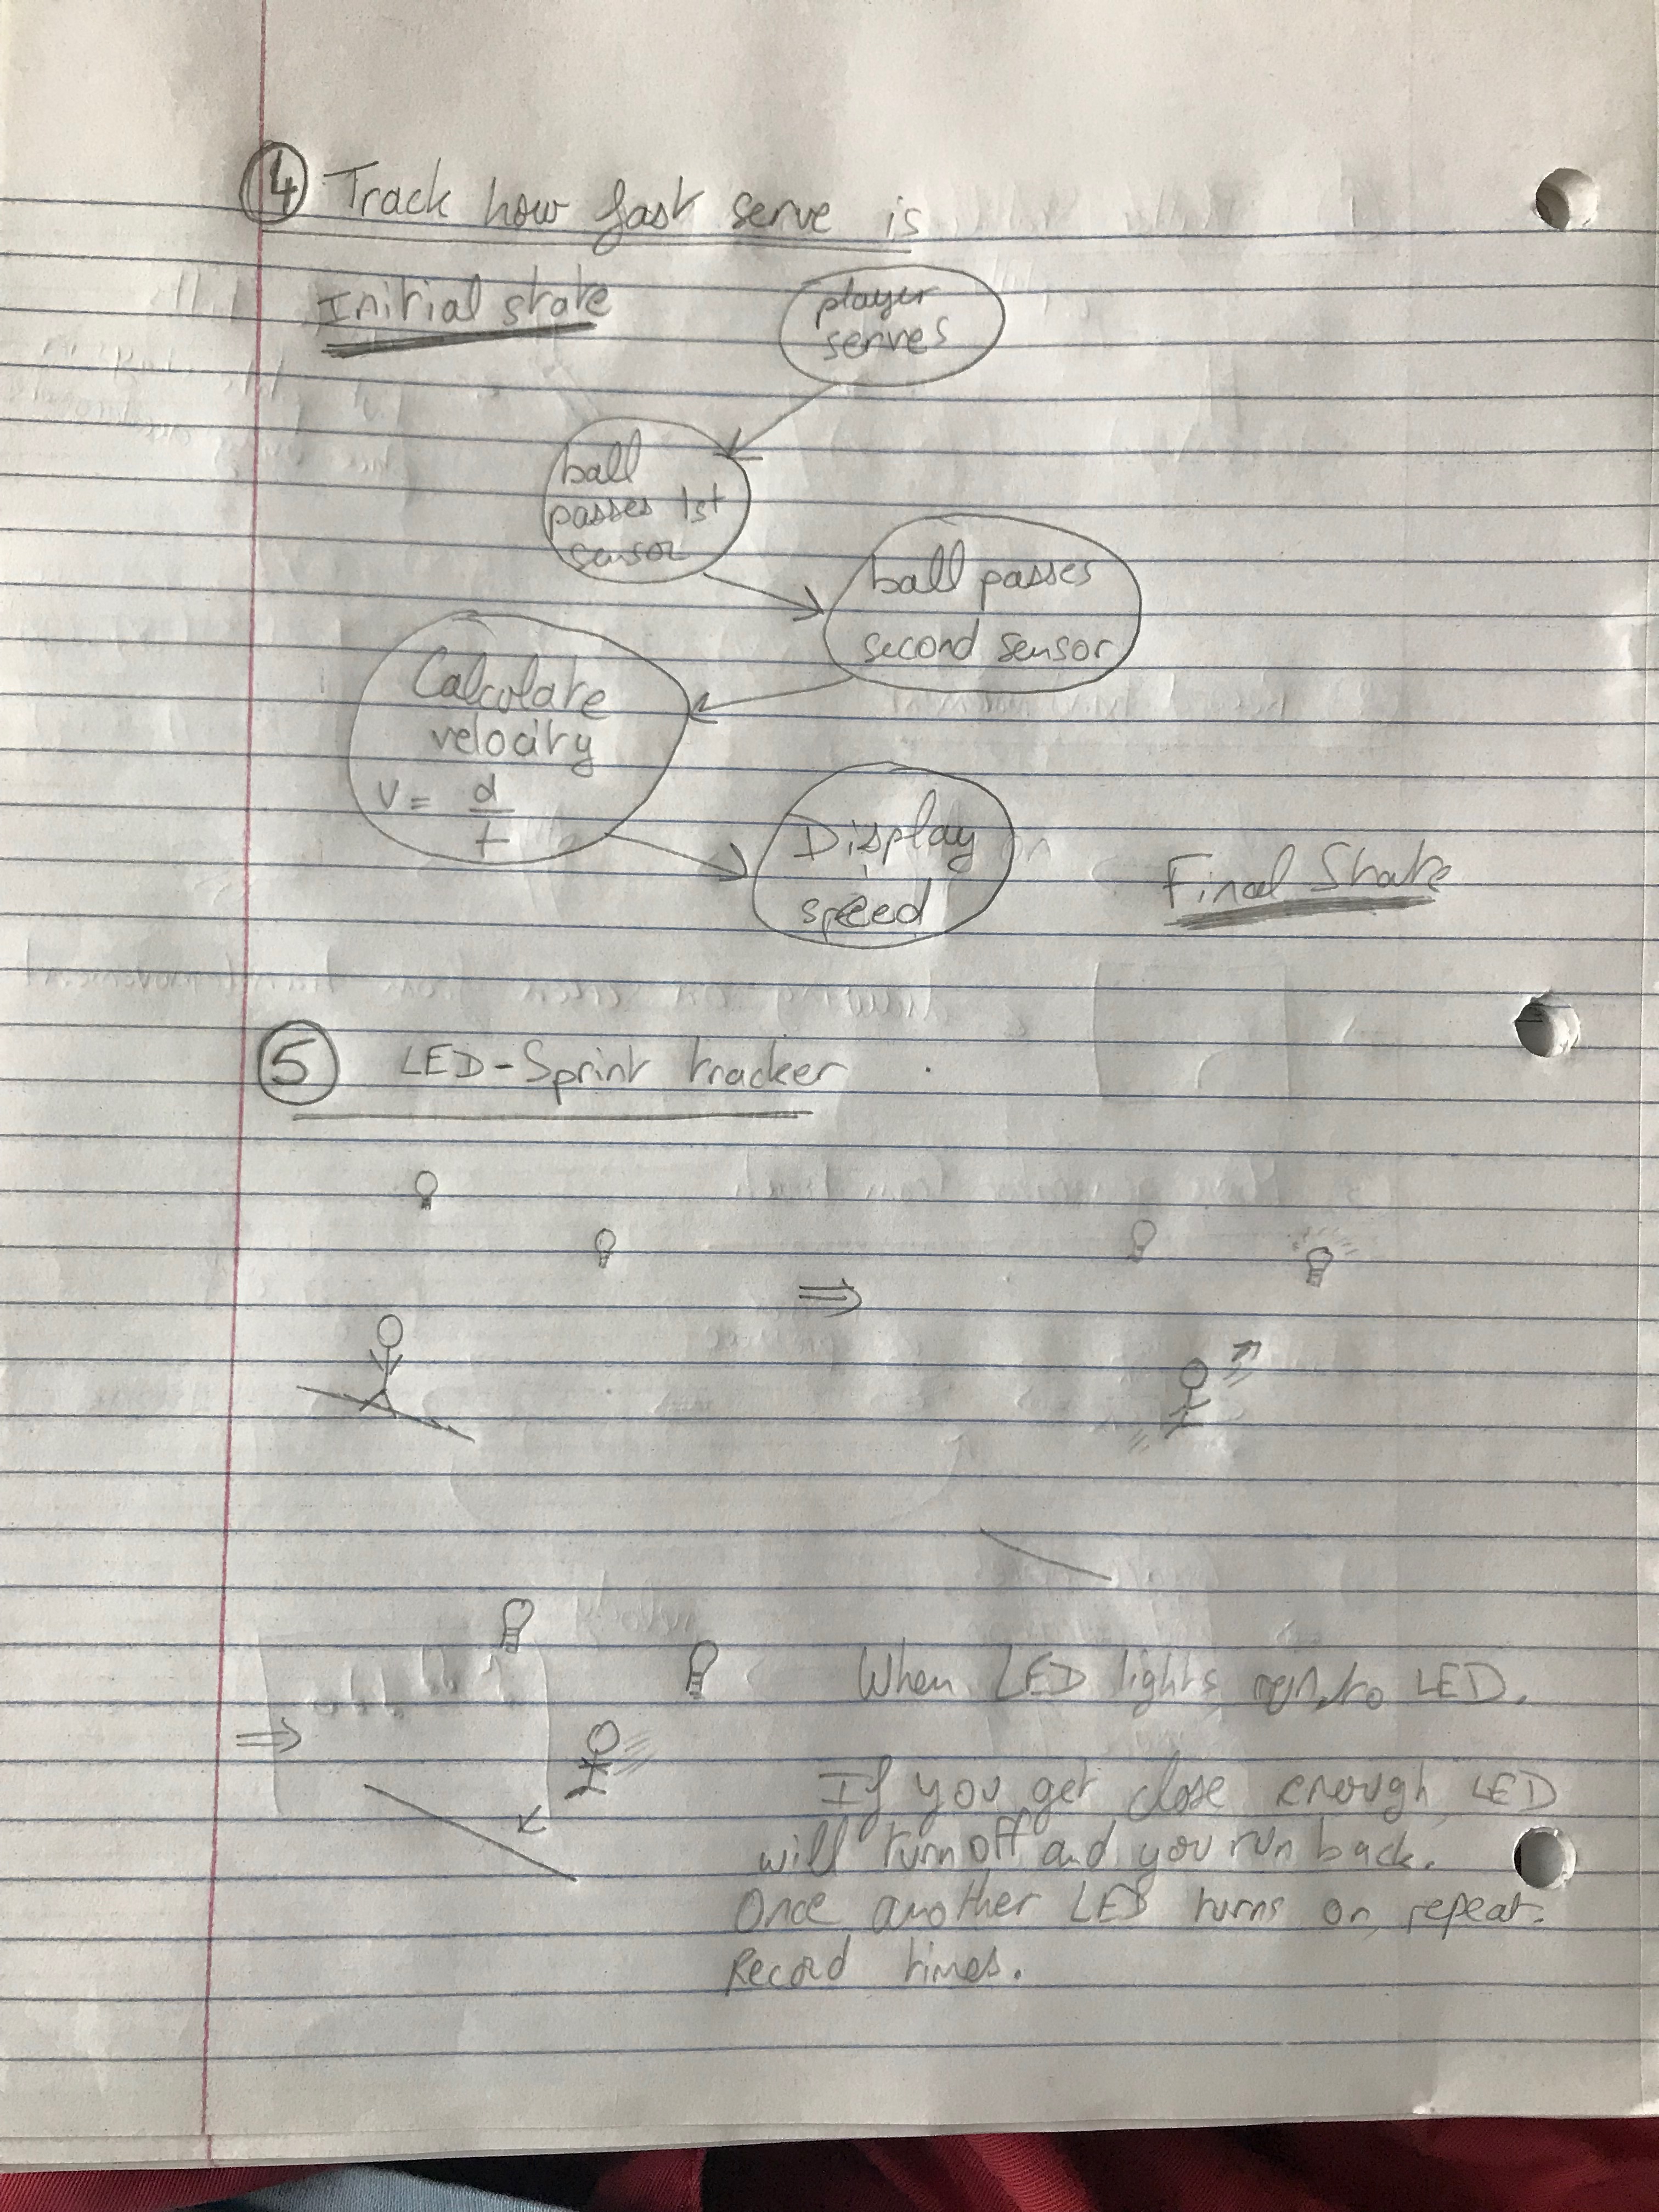 4 Track how fast serve is
Initial state
player
serves
ball
passes 1st
sensor
ball passes
second sensor
Calculate
velocity
v = d/t
Display
speed
Final State
5 LED-Sprint tracker
When LED lights, run to LED.
If you get close enough, LED
will turn off and you run back.
Once another LED turns on, repeat.
Record times.